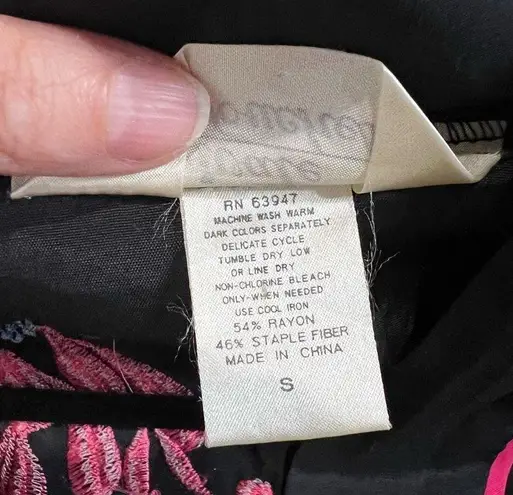 RN 63947
MACHINE WASH WARM
DARK COLORS SEPARATELY
DELICATE CYCLE
TUMBLE DRY LOW
OR LINE DRY
NON-CHLORINE BLEACH
ONLY-WHEN NEEDED
USE COOL IRON
54% RAYON
46% STAPLE FIBER
MADE IN CHINA
S